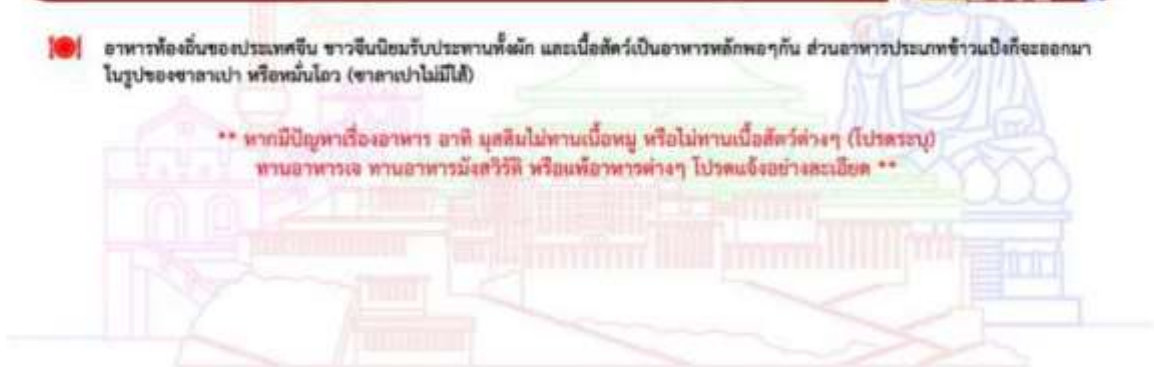 อาหารท้องถิ่นของประเทศจีน ชาวจีนนิยมรับประทานทั้งผัก และเนื้อสัตว์เป็นอาหารหลักพอๆกัน ส่วนอาหารประเภทข้าวแป้งก็จะออกมา
ในรูปของซาลาเปา หรือหมั่นโถว (ซาลาเปาไม่มีไส้)
** หากมีปัญหาเรื่องอาหาร อาทิ มุสลิมไม่ทานเนื้อหมู หรือไม่ทานเนื้อสัตว์ต่างๆ (โปรดระบุ)
ทานอาหารเจ ทานอาหารมังสวิรัติ หรือแพ้อาหารต่างๆ โปรดแจ้งอย่างละเอียด **